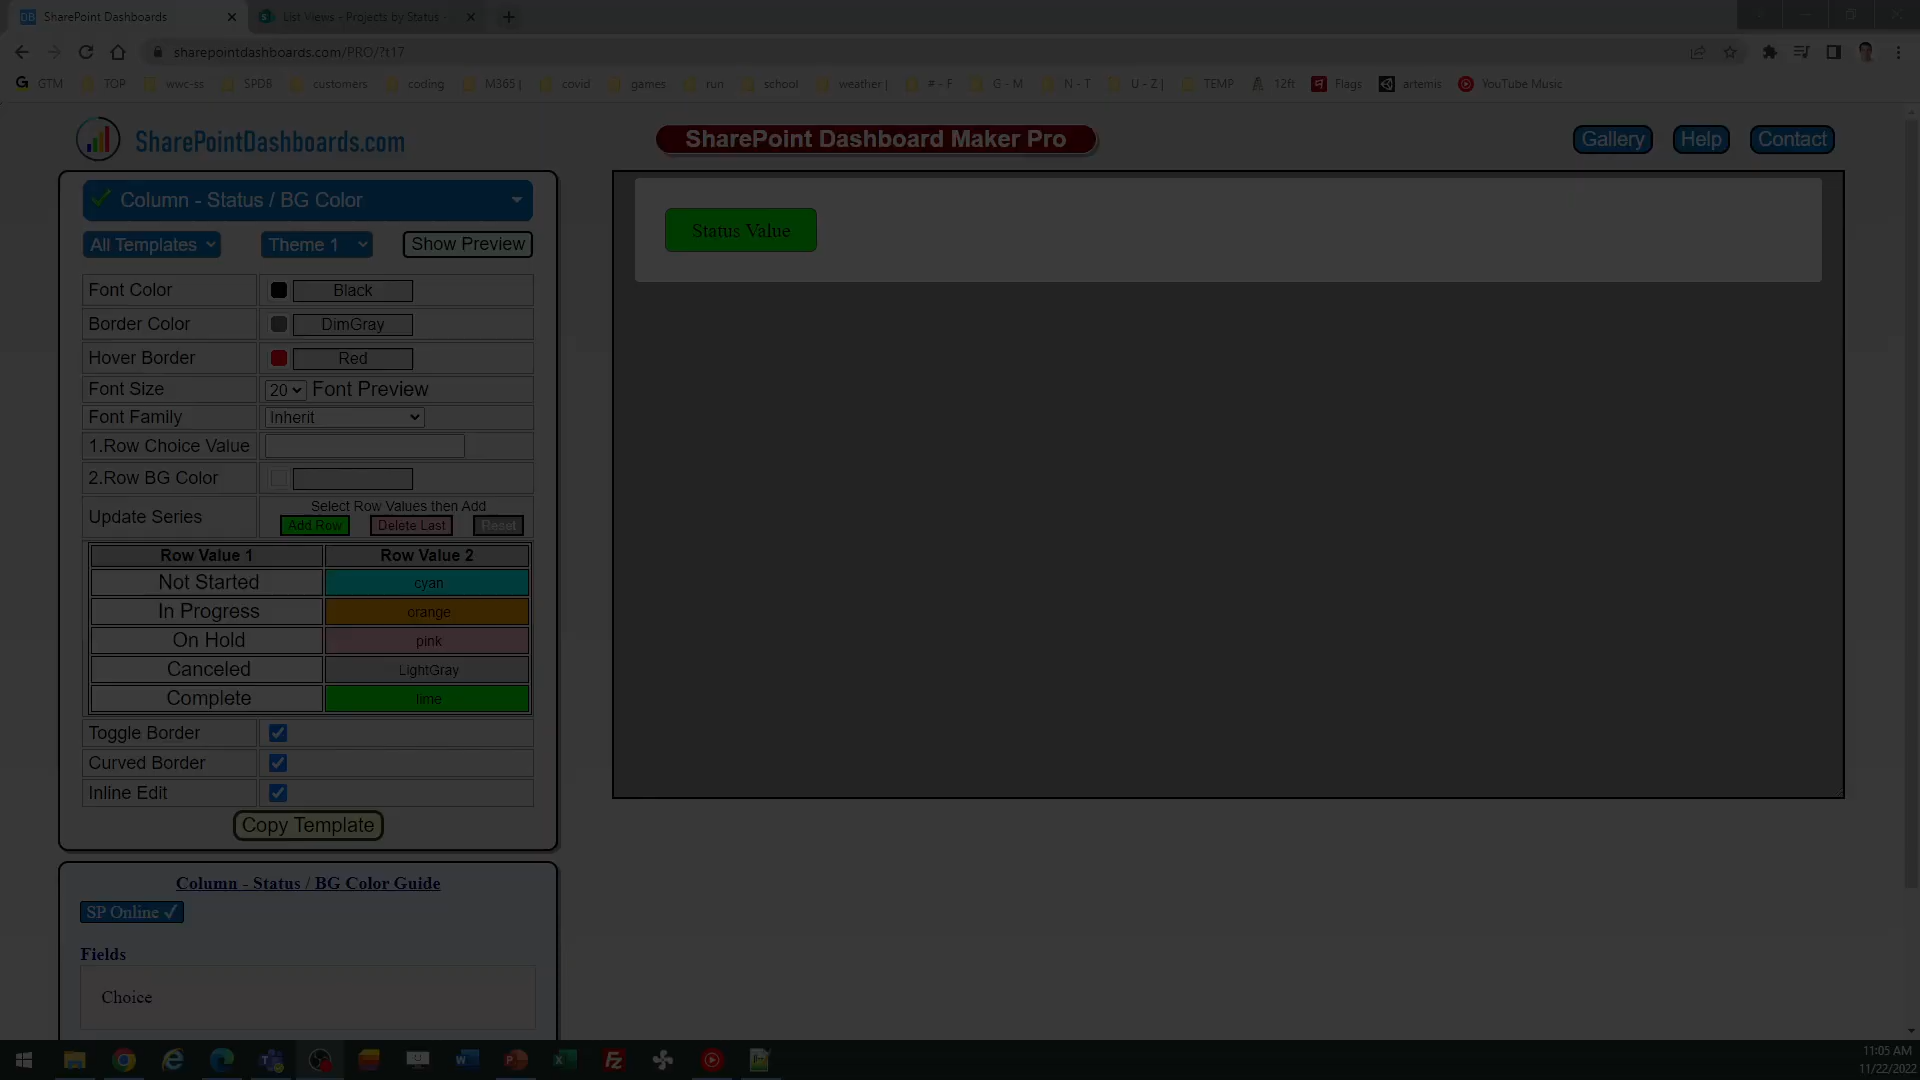 SharePoint Dashboards
List Views - Projects by Status -
sharepointdashboards.com/PRO/?t17
GTM
TOP
wwc-ss
SPDB
customers
coding
M365 |
covid
games
run
school
weather |
# - F
G - M
N - T
U - Z |
TEMP
12ft
Flags
artemis
YouTube Music
SharePointDashboards.com
SharePoint Dashboard Maker Pro
Gallery
Help
Contact
Column - Status / BG Color
All Templates
Theme 1
Show Preview
Font Color
Black
Border Color
DimGray
Hover Border
Red
Font Size
20
Font Preview
Font Family
Inherit
1.Row Choice Value
2.Row BG Color
Update Series
Select Row Values then Add
Add Row
Delete Last
Reset
Row Value 1
Row Value 2
Not Started
cyan
In Progress
orange
On Hold
pink
Canceled
LightGray
Complete
lime
Toggle Border
Curved Border
Inline Edit
Copy Template
Status Value
Column - Status / BG Color Guide
SP Online ✓
Fields
Choice
11:05 AM
11/22/2022